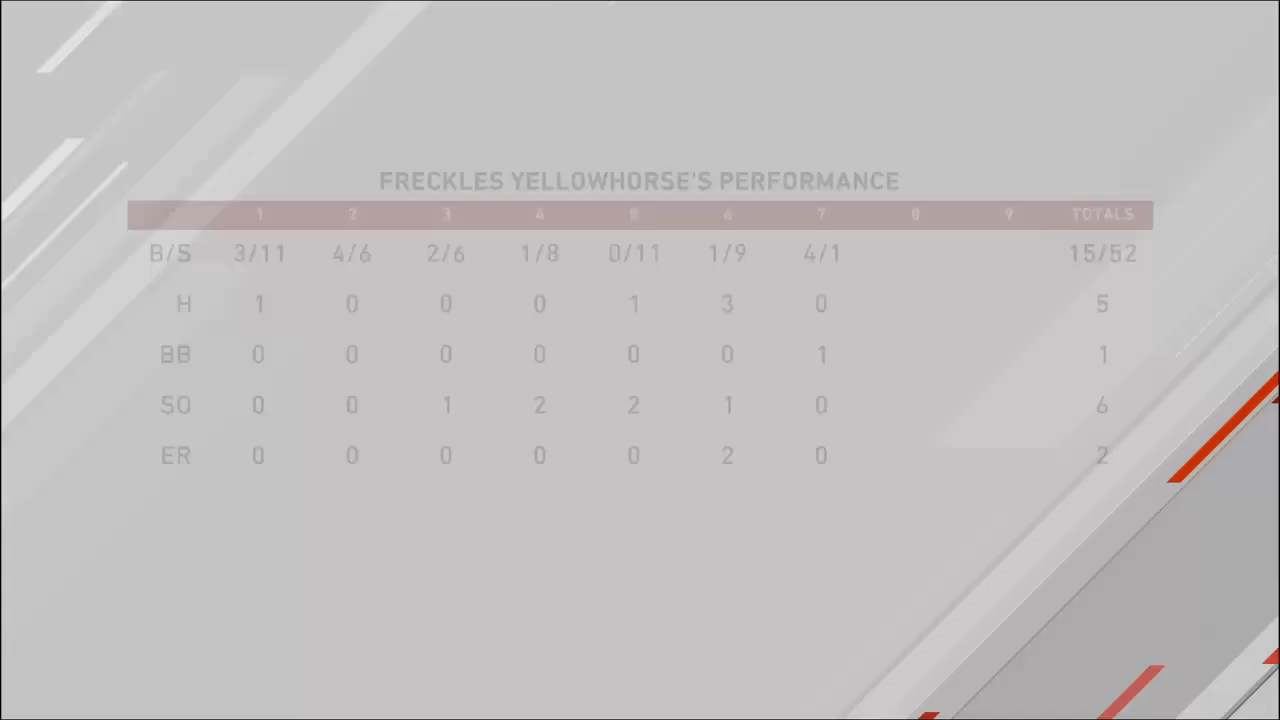 FRECKLES YELLOWHORSE'S PERFORMANCE
1 2 3 4 5 6 7 8 9 TOTALS
B/S 3/11 4/6 2/6 1/8 0/11 1/9 4/1 15/52
H 1 0 0 0 1 3 0 5
BB 0 0 0 0 0 0 1 1
SO 0 0 1 2 2 1 0 6
ER 0 0 0 0 0 2 0 2